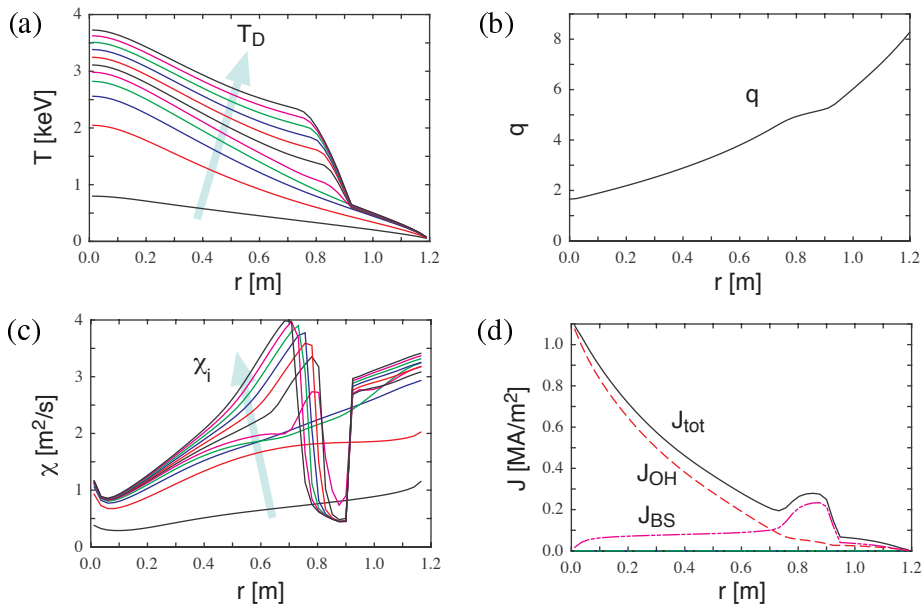 (a)
T_D
T [keV]
4
3
2
1
0
0.0 0.2 0.4 0.6 0.8 1.0 1.2
r [m]
(b)
q
q
8
6
4
2
0
0.0 0.2 0.4 0.6 0.8 1.0 1.2
r [m]
(c)
χ_i
χ [m²/s]
4
3
2
1
0
0.0 0.2 0.4 0.6 0.8 1.0 1.2
r [m]
(d)
J_tot
J_OH
J_BS
J [MA/m²]
1.0
0.8
0.6
0.4
0.2
0.0
0.0 0.2 0.4 0.6 0.8 1.0 1.2
r [m]